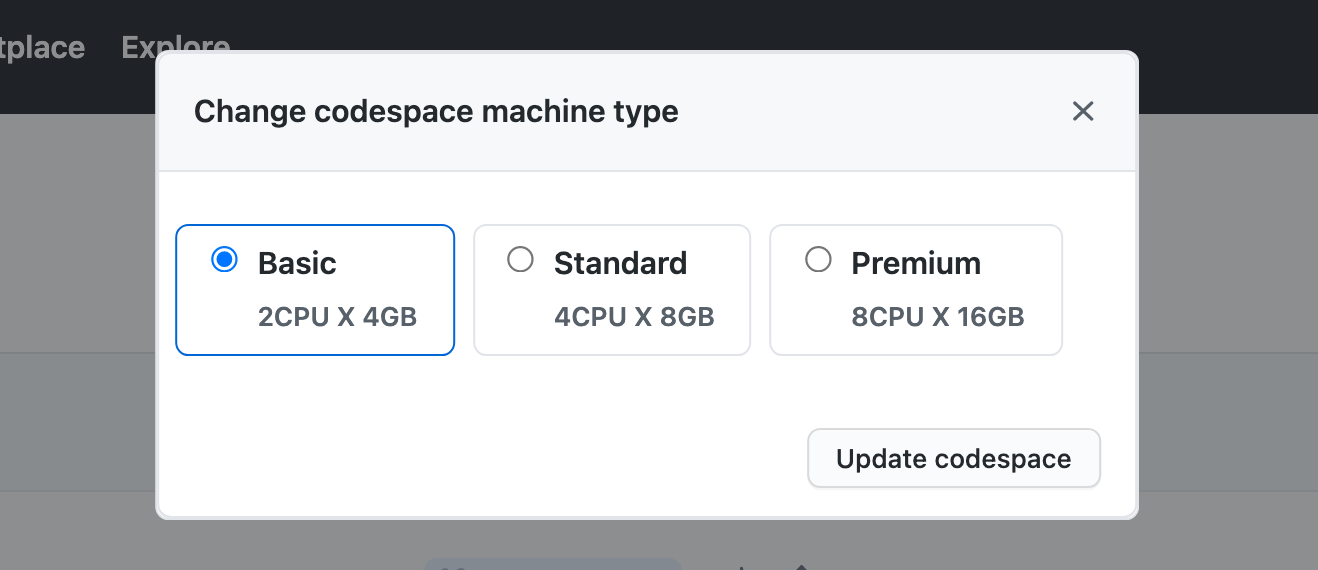 tplace Explore
Change codespace machine type
Basic Standard Premium
2CPU X 4GB 4CPU X 8GB 8CPU X 16GB
Update codespace